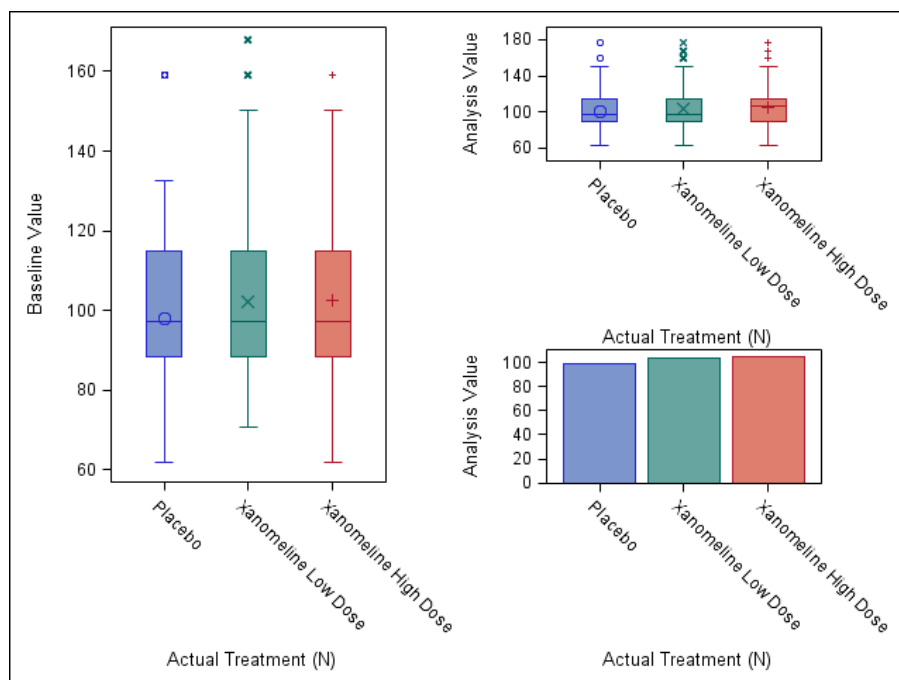 160
140
120
100
80
60
Baseline Value
Placebo
Xanomeline Low Dose
Xanomeline High Dose
Actual Treatment (N)
180
140
100
60
Analysis Value
Placebo
Xanomeline Low Dose
Xanomeline High Dose
Actual Treatment (N)
100
80
60
40
20
0
Analysis Value
Placebo
Xanomeline Low Dose
Xanomeline High Dose
Actual Treatment (N)